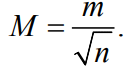 M = m/√n.